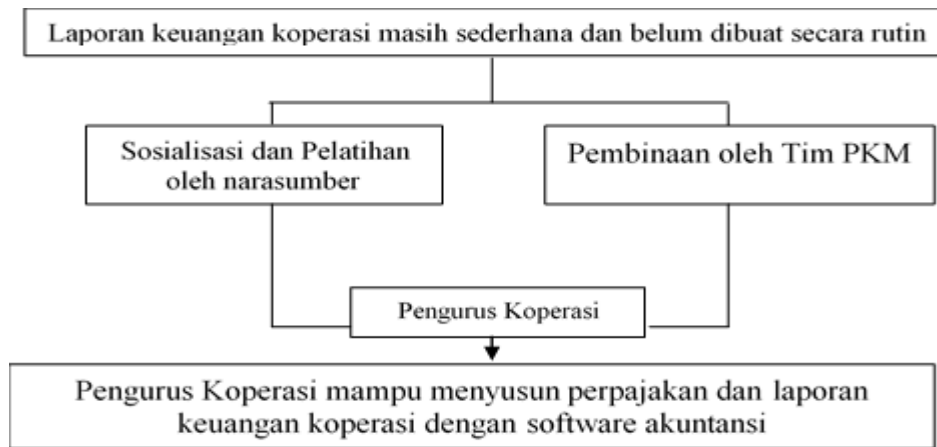 Laporan keuangan koperasi masih sederhana dan belum dibuat secara rutin
Sosialisasi dan Pelatihan
oleh narasumber
Pembinaan oleh Tim PKM
Pengurus Koperasi
Pengurus Koperasi mampu menyusun perpajakan dan laporan
keuangan koperasi dengan software akuntansi